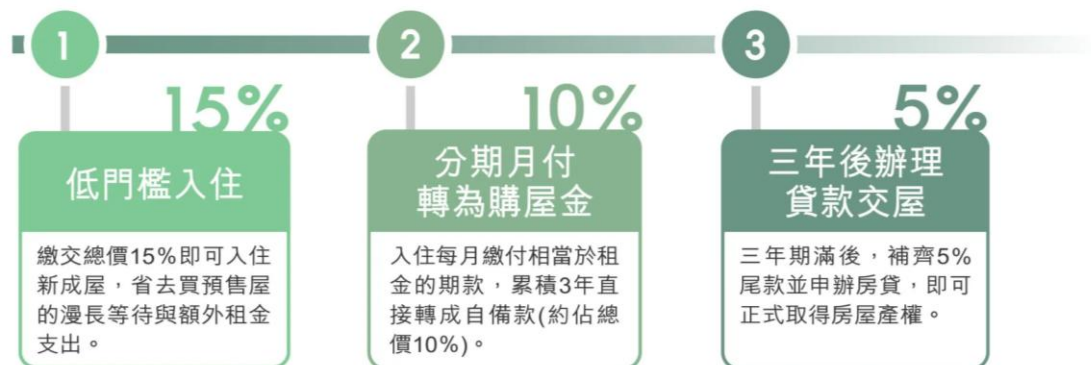 1
15%
低門檻入住
繳交總價15%即可入住
新成屋，省去買預售屋
的漫長等待與額外租金
支出。
2
10%
分期月付
轉為購屋金
入住每月繳付相當於租
金的期款，累積3年直
接轉成自備款(約佔總
價10%)。
3
5%
三年後辦理
貸款交屋
三年期滿後，補齊5%
尾款並申辦房貸，即可
正式取得房屋產權。